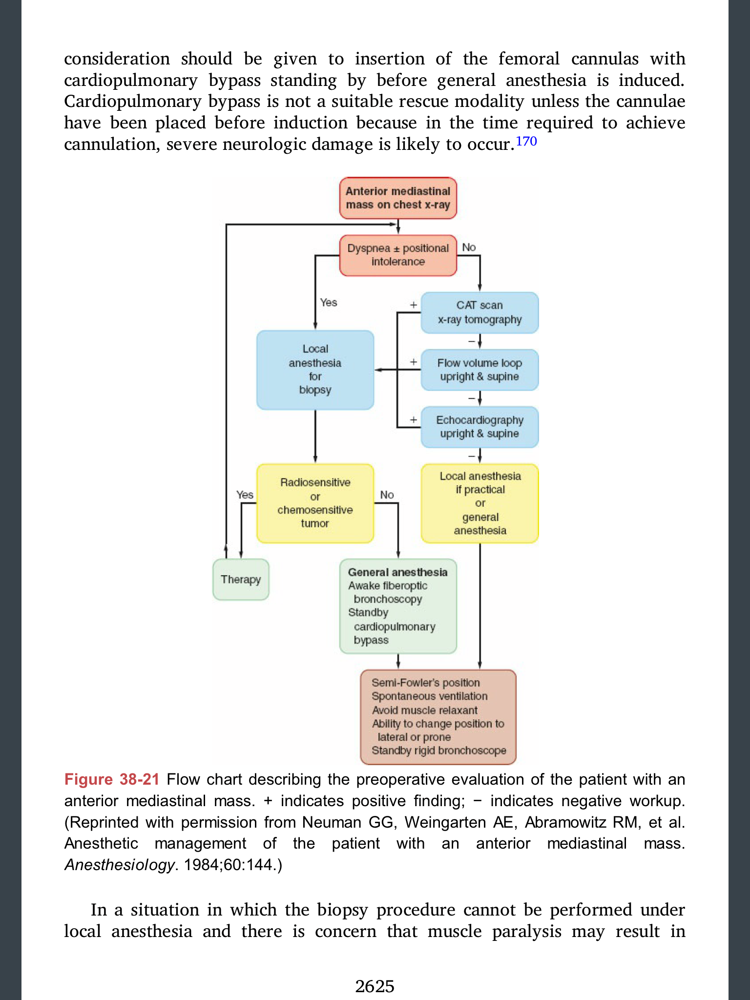 consideration should be given to insertion of the femoral cannulas with
cardiopulmonary bypass standing by before general anesthesia is induced.
Cardiopulmonary bypass is not a suitable rescue modality unless the cannulae
have been placed before induction because in the time required to achieve
cannulation, severe neurologic damage is likely to occur.170
Anterior mediastinal
mass on chest x-ray
Dyspnea ± positional
intolerance
No
Yes
CAT scan
x-ray tomography
+
−
Local
anesthesia
for
biopsy
Flow volume loop
upright & supine
+
−
Echocardiography
upright & supine
+
−
Radiosensitive
or
chemosensitive
tumor
Yes
No
Local anesthesia
if practical
or
general
anesthesia
Therapy
General anesthesia
Awake fiberoptic
bronchoscopy
Standby
cardiopulmonary
bypass
Semi-Fowler's position
Spontaneous ventilation
Avoid muscle relaxant
Ability to change position to
lateral or prone
Standby rigid bronchoscope
Figure 38-21 Flow chart describing the preoperative evaluation of the patient with an
anterior mediastinal mass. + indicates positive finding; − indicates negative workup.
(Reprinted with permission from Neuman GG, Weingarten AE, Abramowitz RM, et al.
Anesthetic management of the patient with an anterior mediastinal mass.
Anesthesiology. 1984;60:144.)
In a situation in which the biopsy procedure cannot be performed under
local anesthesia and there is concern that muscle paralysis may result in
2625